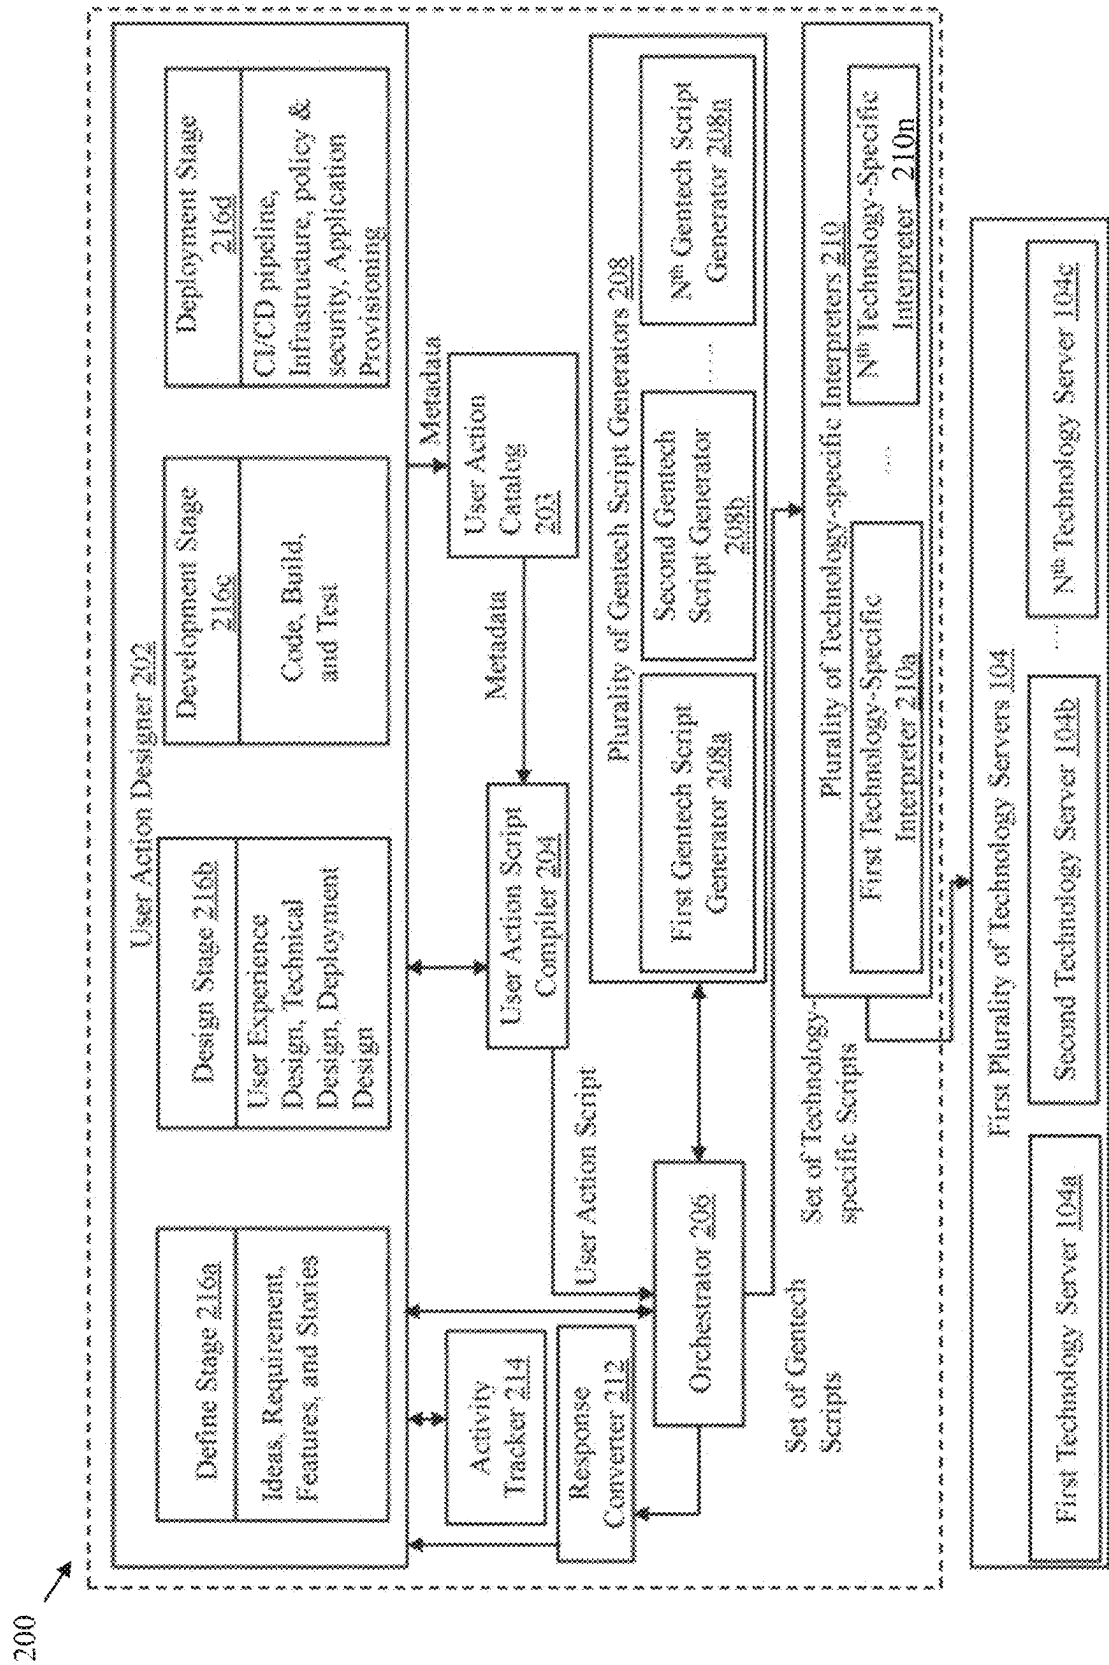 200
User Action Designer 202
Define Stage 216a
Ideas, Requirement,
Features, and Stories
Design Stage 216b
User Experience
Design, Technical
Design, Deployment
Design
Development Stage
216c
Code, Build,
and Test
Deployment Stage
216d
CI/CD pipeline,
Infrastructure, policy &
security, Application
Provisioning
Metadata
Activity
Tracker 214
User Action Script
Compiler 204
Metadata
User Action
Catalog
203
Response
Converter 212
User Action Script
Orchestrator 206
Plurality of Gentech Script Generators 208
First Gentech Script
Generator 208a
Second Gentech
Script Generator
208b
.....
Nth Gentech Script
Generator 208n
Set of Gentech
Scripts
Set of Technology-
specific Scripts
Plurality of Technology-specific Interpreters 210
First Technology-Specific
Interpreter 210a
....
Nth Technology-Specific
Interpreter 210n
First Plurality of Technology Servers 104
First Technology Server 104a
Second Technology Server 104b
....
Nth Technology Server 104c